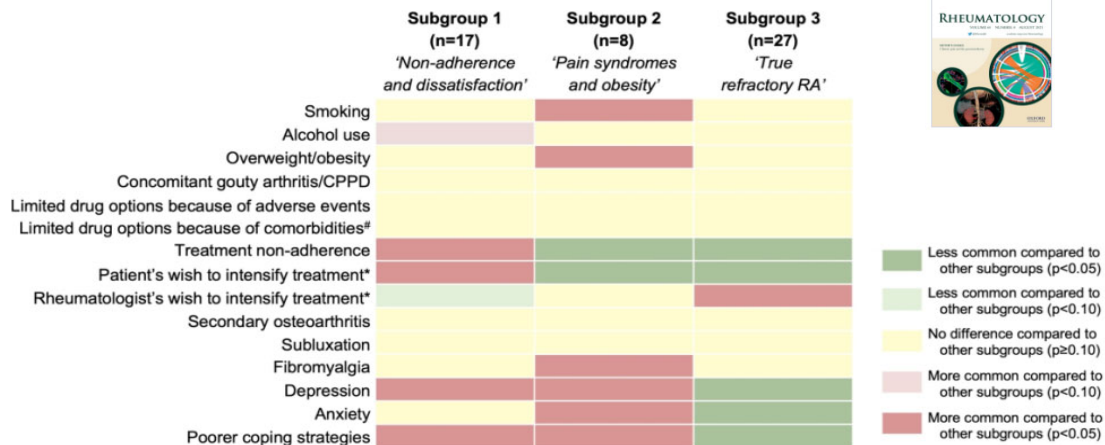 Subgroup 1
(n=17)
'Non-adherence
and dissatisfaction'
Subgroup 2
(n=8)
'Pain syndromes
and obesity'
Subgroup 3
(n=27)
'True
refractory RA'
RHEUMATOLOGY
Smoking
Alcohol use
Overweight/obesity
Concomitant gouty arthritis/CPPD
Limited drug options because of adverse events
Limited drug options because of comorbidities#
Treatment non-adherence
Patient's wish to intensify treatment*
Rheumatologist's wish to intensify treatment*
Secondary osteoarthritis
Subluxation
Fibromyalgia
Depression
Anxiety
Poorer coping strategies
Less common compared to
other subgroups (p<0.05)
Less common compared to
other subgroups (p<0.10)
No difference compared to
other subgroups (p≥0.10)
More common compared to
other subgroups (p<0.10)
More common compared to
other subgroups (p<0.05)